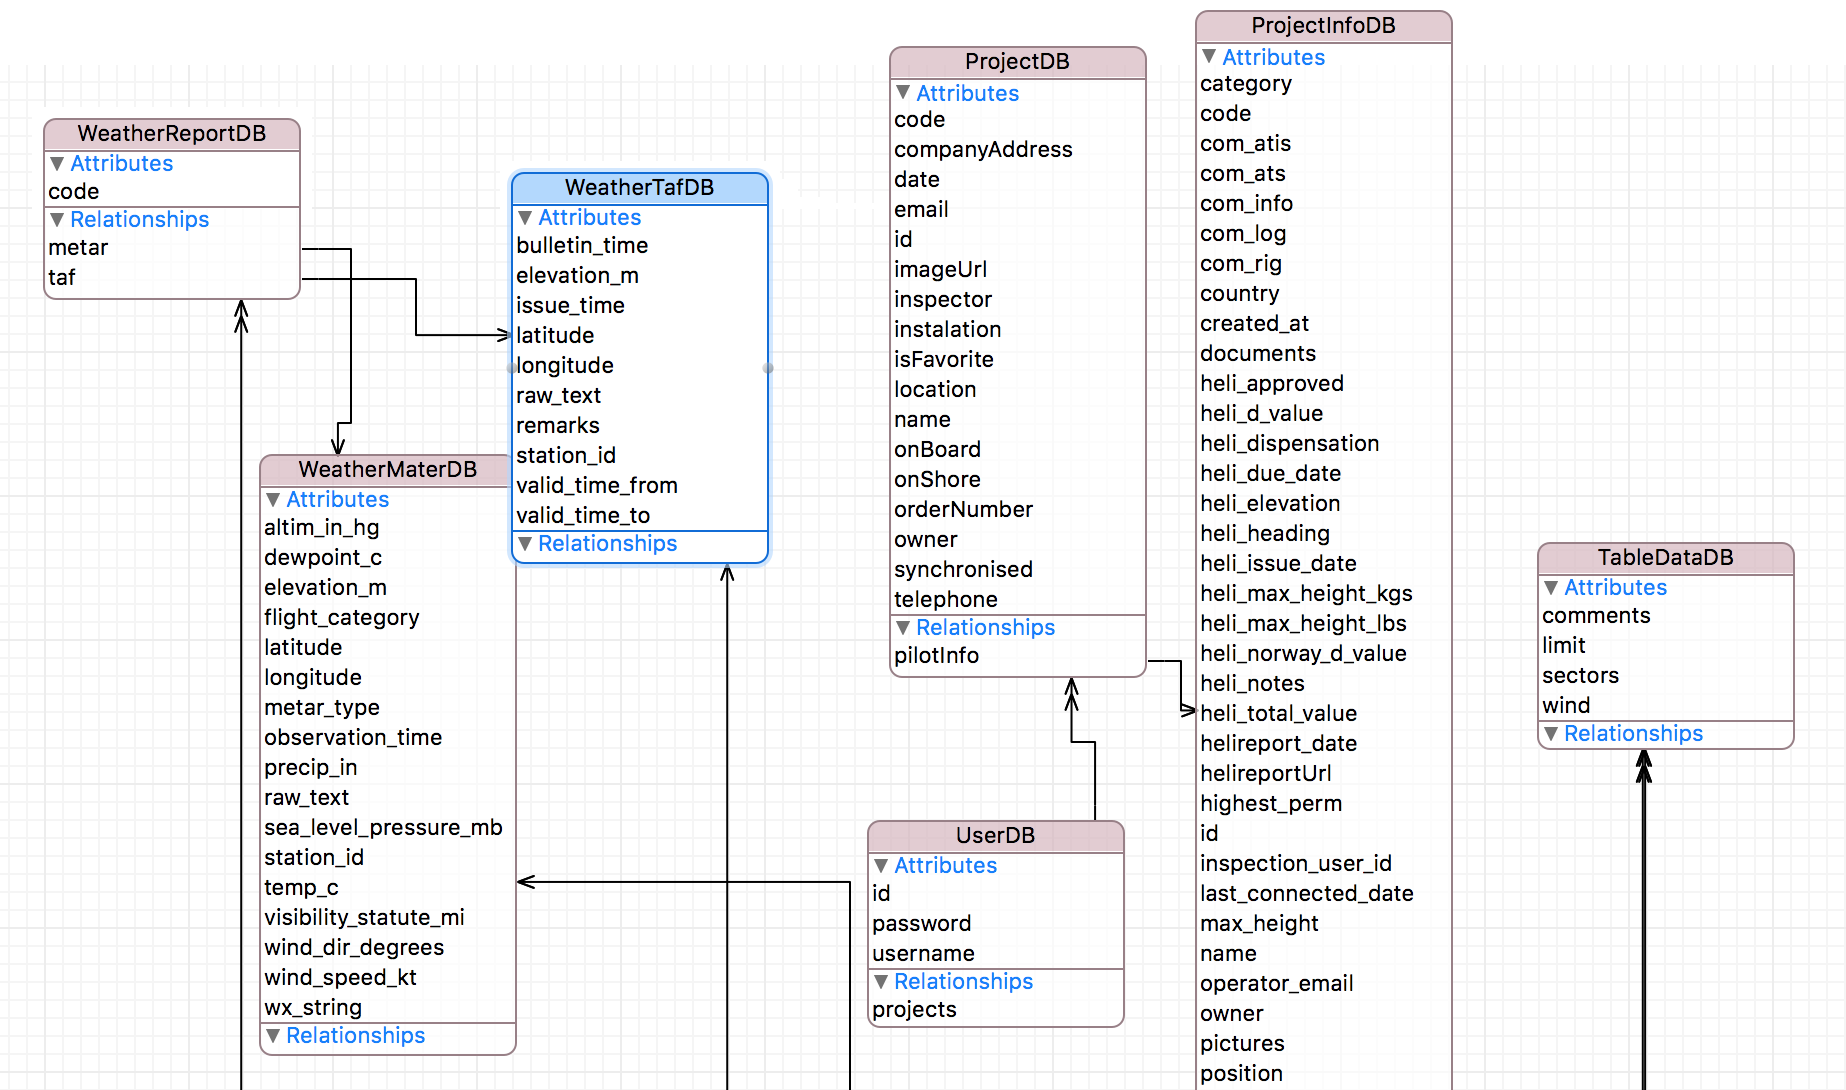 WeatherReportDB
Attributes
code
Relationships
metar
taf
WeatherTafDB
Attributes
bulletin_time
elevation_m
issue_time
latitude
longitude
raw_text
remarks
station_id
valid_time_from
valid_time_to
Relationships
WeatherMaterDB
Attributes
altim_in_hg
dewpoint_c
elevation_m
flight_category
latitude
longitude
metar_type
observation_time
precip_in
raw_text
sea_level_pressure_mb
station_id
temp_c
visibility_statute_mi
wind_dir_degrees
wind_speed_kt
wx_string
Relationships
ProjectDB
Attributes
code
companyAddress
date
email
id
imageUrl
inspector
instalation
isFavorite
location
name
onBoard
onShore
orderNumber
owner
synchronised
telephone
Relationships
pilotInfo
UserDB
Attributes
id
password
username
Relationships
projects
ProjectInfoDB
Attributes
category
code
com_atis
com_ats
com_info
com_log
com_rig
country
created_at
documents
heli_approved
heli_d_value
heli_dispensation
heli_due_date
heli_elevation
heli_heading
heli_issue_date
heli_max_height_kgs
heli_max_height_lbs
heli_norway_d_value
heli_notes
heli_total_value
helireport_date
helireportUrl
highest_perm
id
inspection_user_id
last_connected_date
max_height
name
operator_email
owner
pictures
position
TableDataDB
Attributes
comments
limit
sectors
wind
Relationships